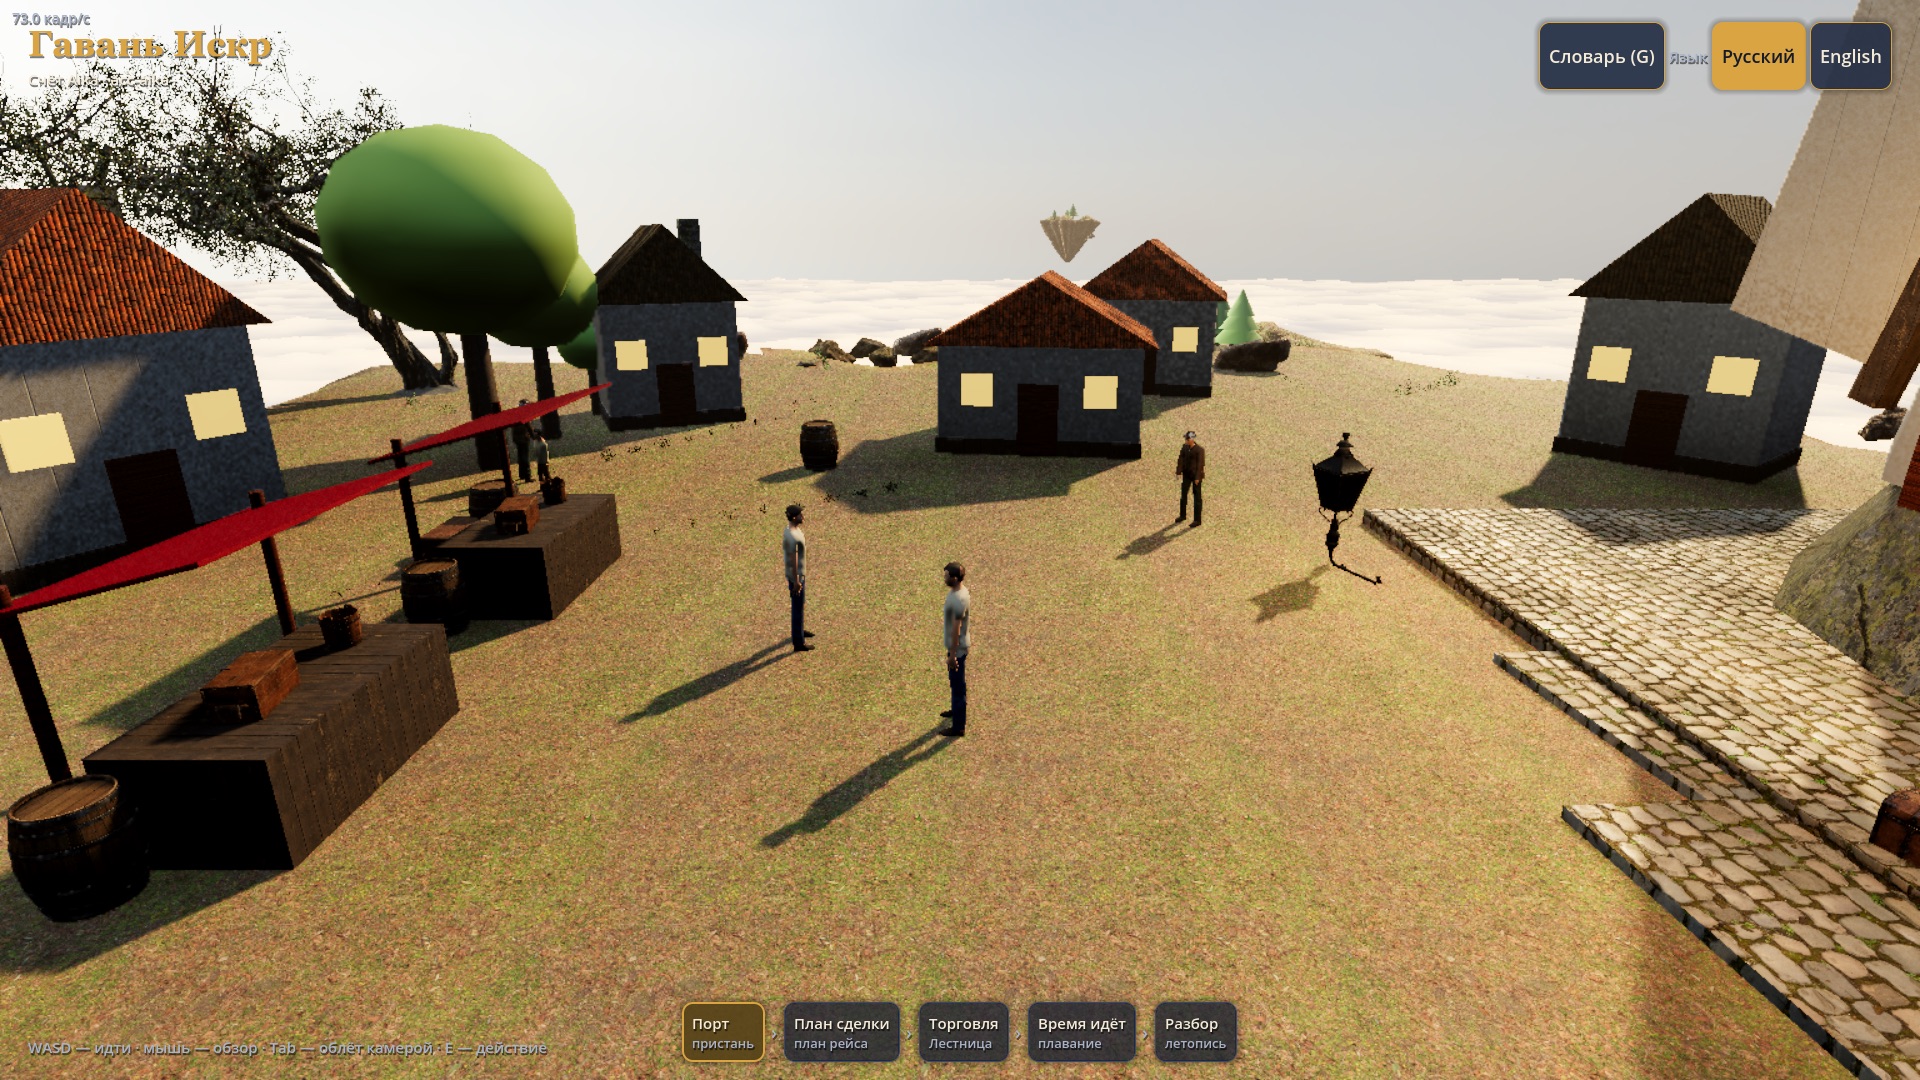 73.0 кадр/с
Гавань Искр
Словарь (G)
Язык
Русский
English
Порт
пристань
План сделки
план рейса
Торговля
Лестница
Время идёт
плавание
Разбор
летопись
WASD — идти · мышь — обзор · Tab — облёт камерой · E — действие